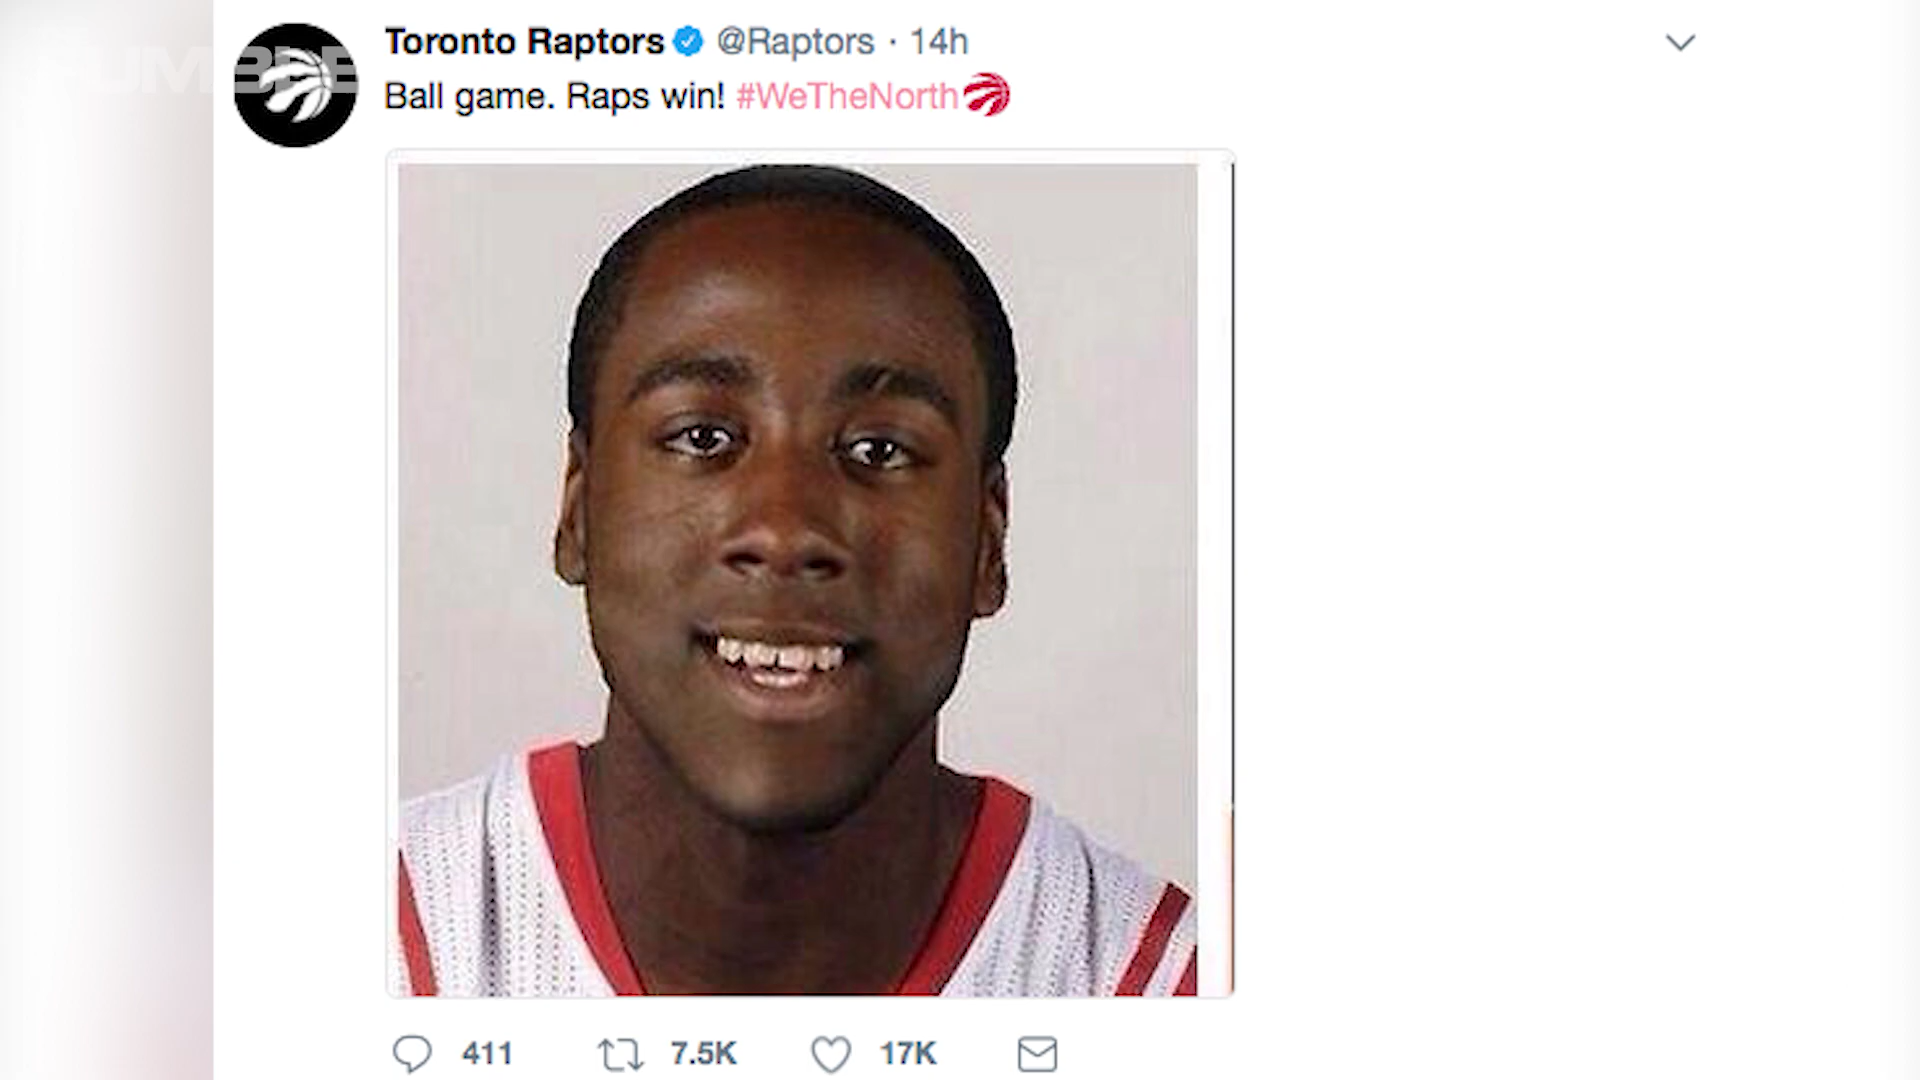 Toronto Raptors @Raptors · 14h
Ball game. Raps win! #WeTheNorth
411 7.5K 17K